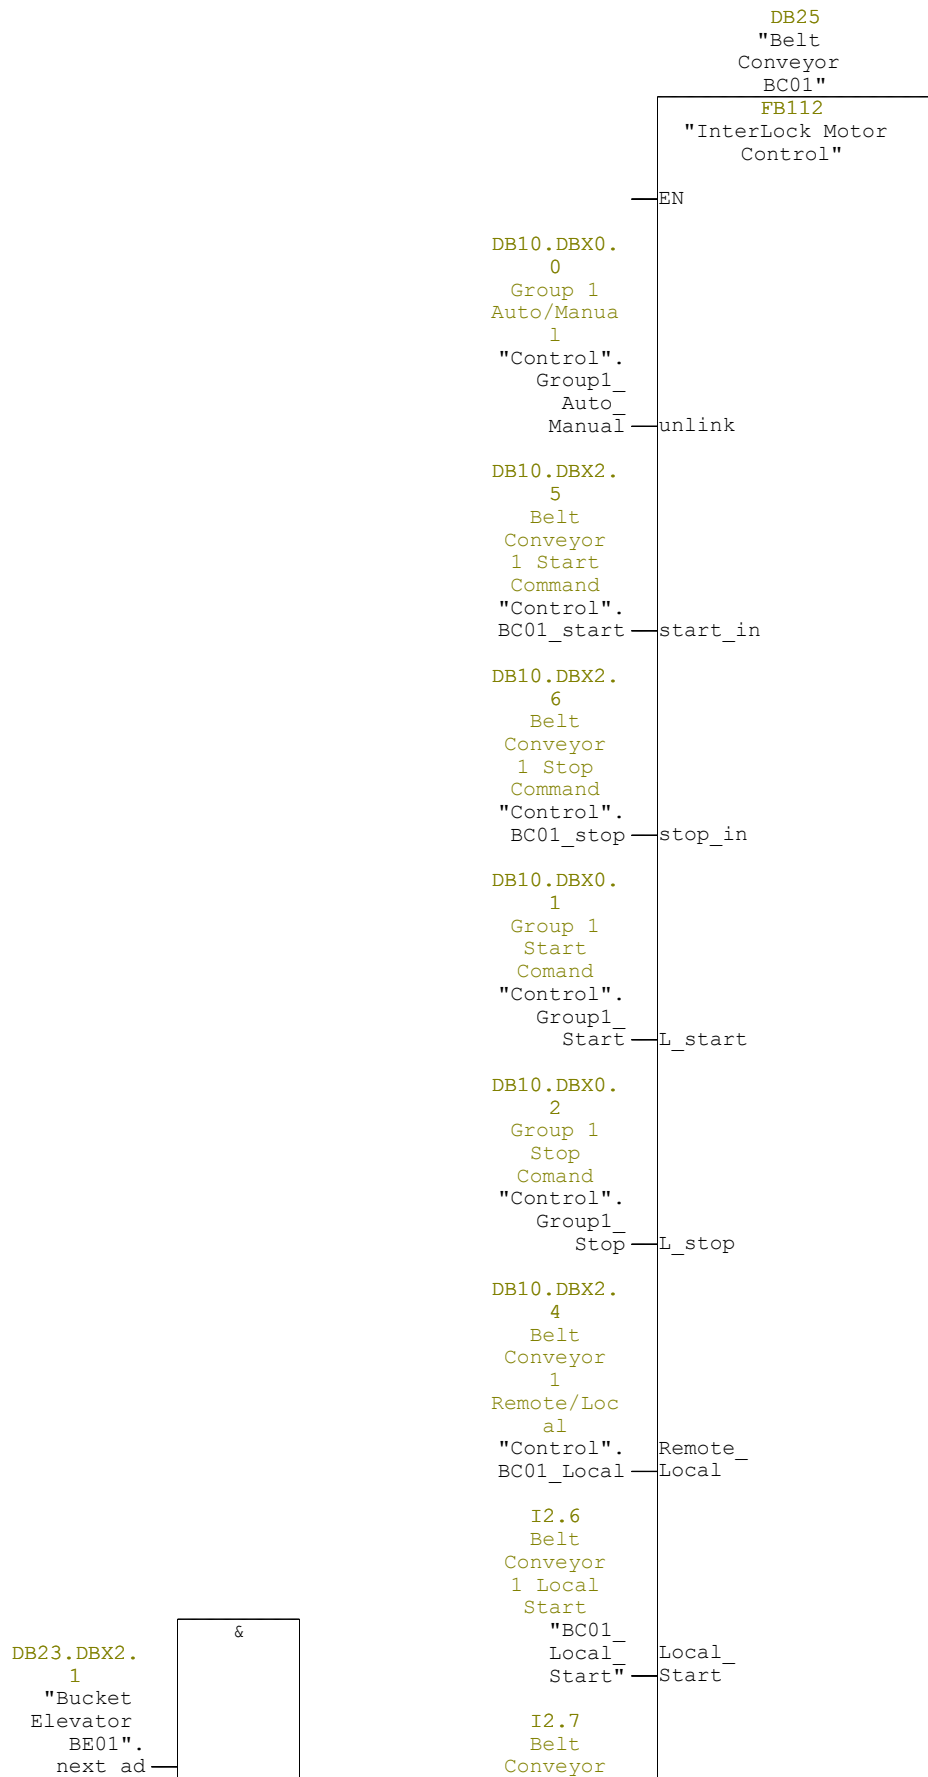 DB25
"Belt
Conveyor
BC01"
FB112
"InterLock Motor
Control"
EN
DB10.DBX0.
0
Group 1
Auto/Manua
l
"Control".
Group1_
Auto_
Manual
unlink
DB10.DBX2.
5
Belt
Conveyor
1 Start
Command
"Control".
BC01_start
start_in
DB10.DBX2.
6
Belt
Conveyor
1 Stop
Command
"Control".
BC01_stop
stop_in
DB10.DBX0.
1
Group 1
Start
Comand
"Control".
Group1_
Start
L_start
DB10.DBX0.
2
Group 1
Stop
Comand
"Control".
Group1_
Stop
L_stop
DB10.DBX2.
4
Belt
Conveyor
1
Remote/Loc
al
"Control".
BC01_Local
Remote_
Local
I2.6
Belt
Conveyor
1 Local
Start
"BC01_
Local_
Start"
Local_
Start
&
DB23.DBX2.
1
"Bucket
Elevator
BE01".
next_ad
I2.7
Belt
Conveyor